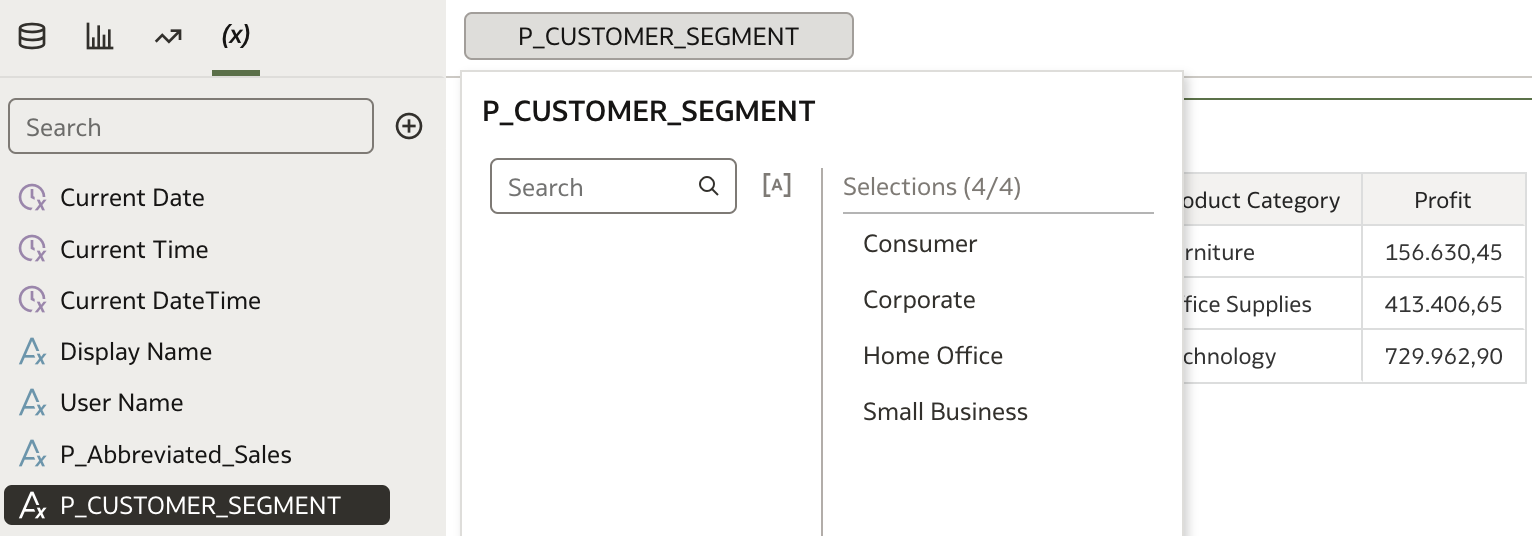 (x)
Search
Current Date
Current Time
Current DateTime
Display Name
User Name
P_Abbreviated_Sales
P_CUSTOMER_SEGMENT
P_CUSTOMER_SEGMENT
P_CUSTOMER_SEGMENT
Search [A]
Selections (4/4)
Consumer
Corporate
Home Office
Small Business
oduct Category Profit
rniture 156.630,45
fice Supplies 413.406,65
chnology 729.962,90